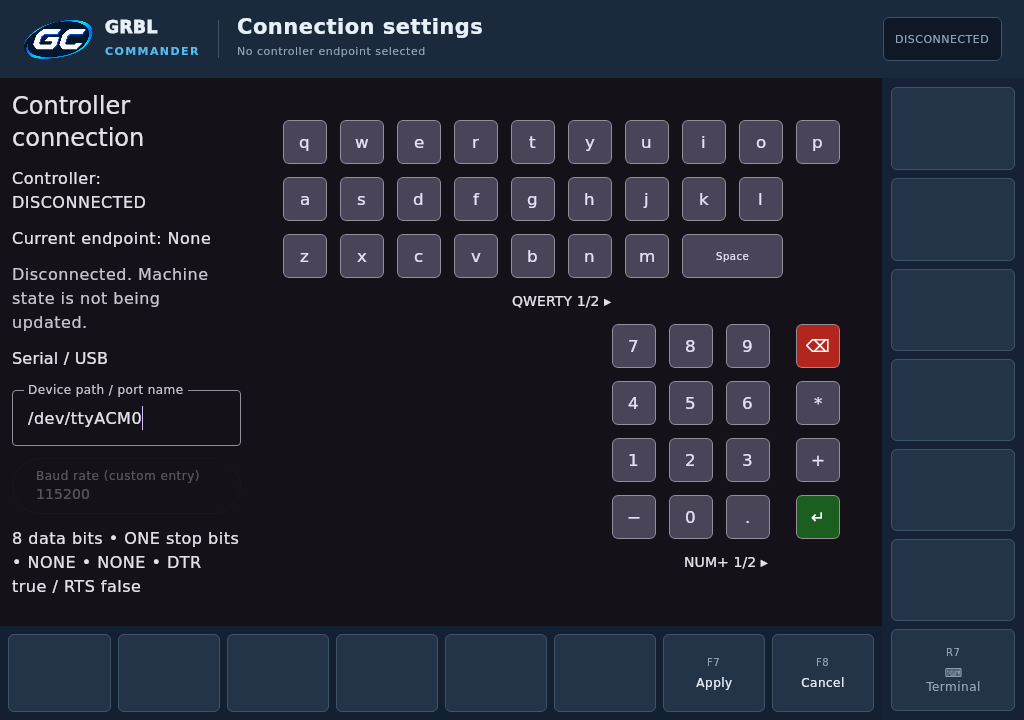 GC
GRBL
COMMANDER
Connection settings
No controller endpoint selected
DISCONNECTED
Controller
connection
Controller:
DISCONNECTED
Current endpoint: None
Disconnected. Machine
state is not being
updated.
Serial / USB
Device path / port name
/dev/ttyACM0
Baud rate (custom entry)
115200
8 data bits • ONE stop bits
• NONE • NONE • DTR
true / RTS false
q w e r t y u i o p
a s d f g h j k l
z x c v b n m Space
QWERTY 1/2 ▸
7 8 9 ⌫
4 5 6 *
1 2 3 +
− 0 . ↵
NUM+ 1/2 ▸
F7
Apply
F8
Cancel
R7
⌨
Terminal